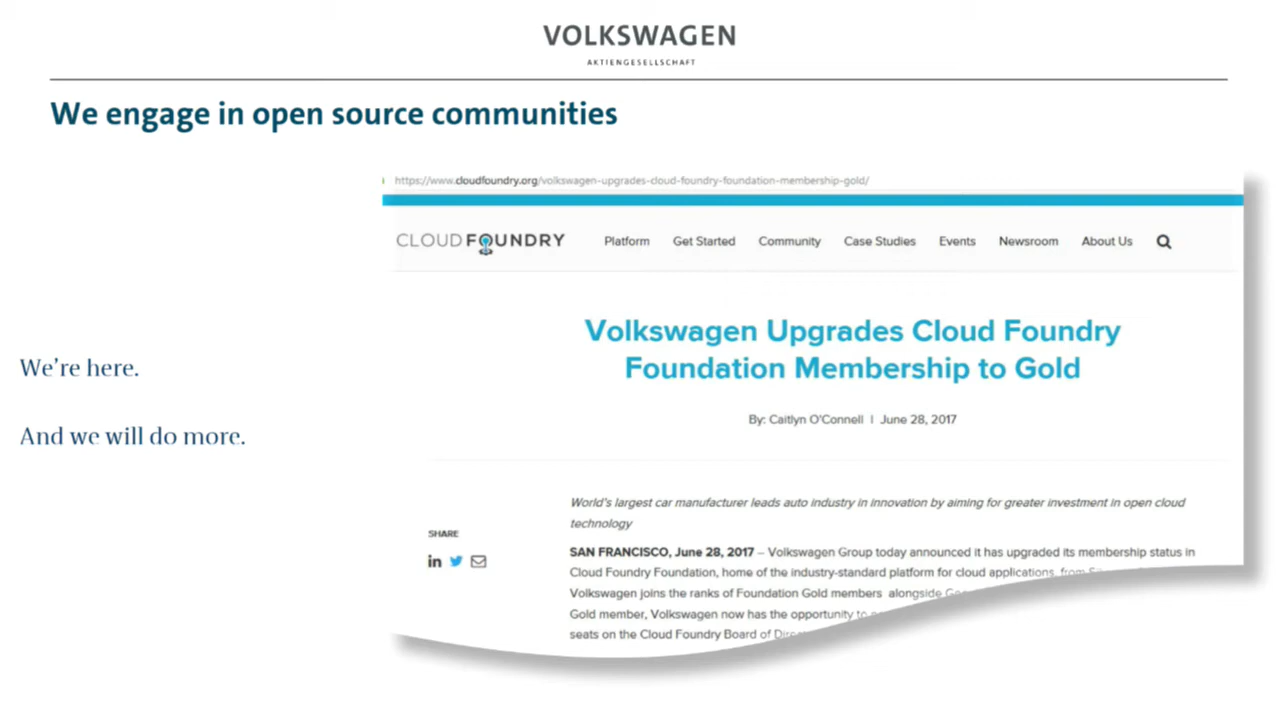 VOLKSWAGEN
AKTIENGESELLSCHAFT
We engage in open source communities
https://www.cloudfoundry.org/volkswagen-upgrades-cloud-foundry-foundation-membership-gold/
CLOUD FOUNDRY Platform Get Started Community Case Studies Events Newsroom About Us
Volkswagen Upgrades Cloud Foundry
Foundation Membership to Gold
We're here.
By: Caitlyn O'Connell | June 28, 2017
And we will do more.
World's largest car manufacturer leads auto industry in innovation by aiming for greater investment in open cloud
technology
SHARE
SAN FRANCISCO, June 28, 2017 – Volkswagen Group today announced it has upgraded its membership status in
Cloud Foundry Foundation, home of the industry-standard platform for cloud applications, from
Volkswagen joins the ranks of Foundation Gold members alongside
Gold member, Volkswagen now has the opportunity to
seats on the Cloud Foundry Board of